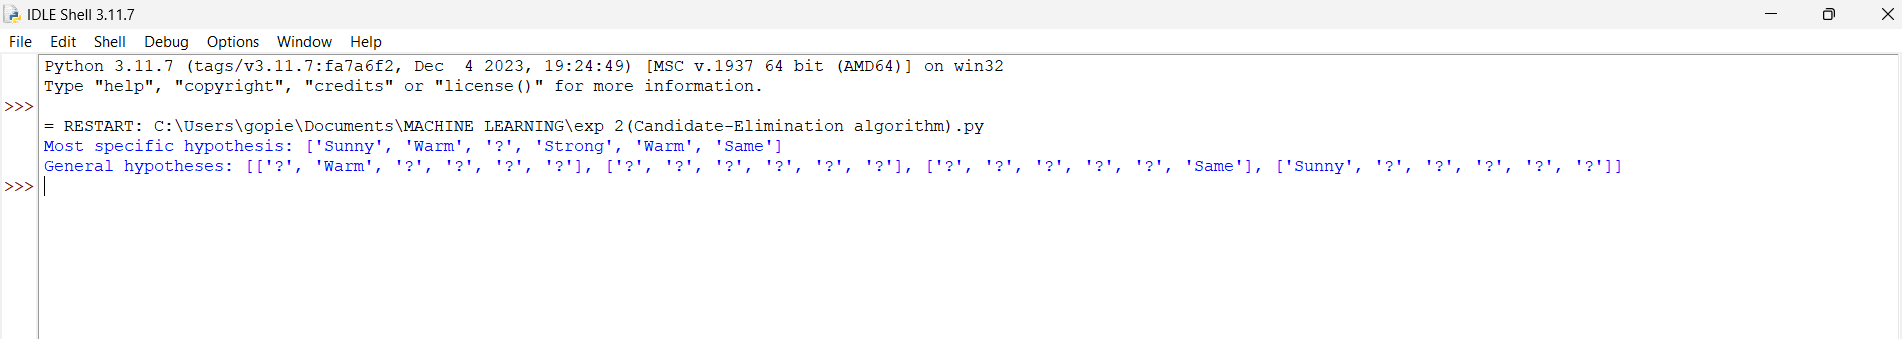 IDLE Shell 3.11.7
File Edit Shell Debug Options Window Help
Python 3.11.7 (tags/v3.11.7:fa7a6f2, Dec  4 2023, 19:24:49) [MSC v.1937 64 bit (AMD64)] on win32
Type "help", "copyright", "credits" or "license()" for more information.
>>>
= RESTART: C:\Users\gopie\Documents\MACHINE LEARNING\exp 2(Candidate-Elimination algorithm).py
Most specific hypothesis: ['Sunny', 'Warm', '?', 'Strong', 'Warm', 'Same']
General hypotheses: [['?', 'Warm', '?', '?', '?', '?'], ['?', '?', '?', '?', '?', '?'], ['?', '?', '?', '?', '?', 'Same'], ['Sunny', '?', '?', '?', '?', '?']]
>>>